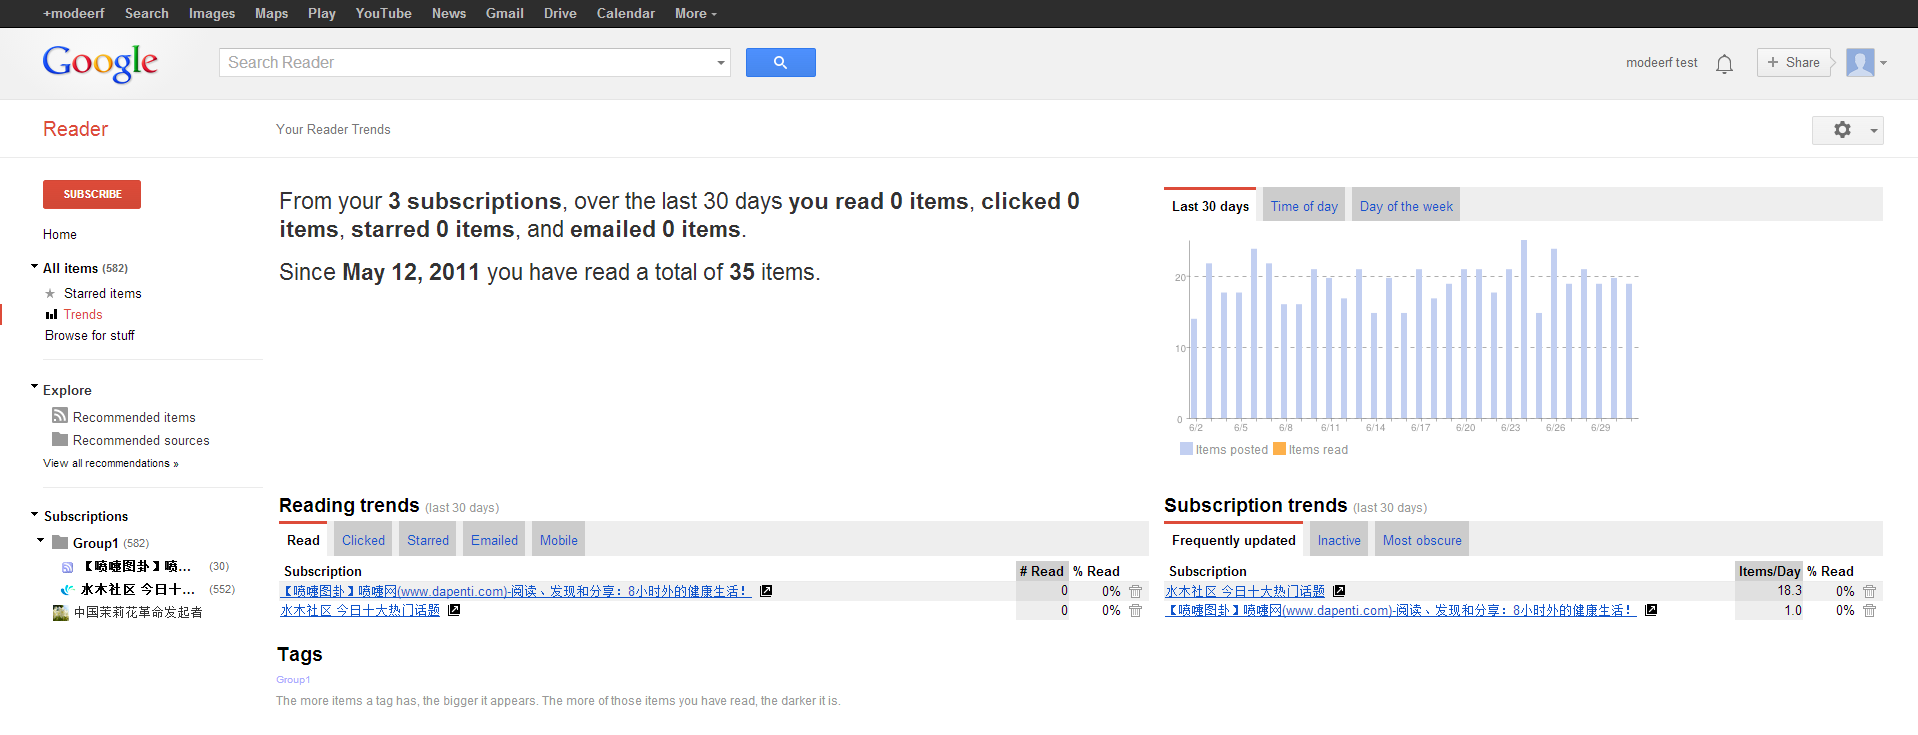 +modeerf Search Images Maps Play YouTube News Gmail Drive Calendar More
Google
Search Reader
modeerf test
+ Share
Reader
Your Reader Trends
SUBSCRIBE
Home
All items (582)
Starred items
Trends
Browse for stuff
Explore
Recommended items
Recommended sources
View all recommendations »
Subscriptions
Group1 (582)
【喷嚏图卦】喷... (30)
水木社区 今日十... (552)
中国茉莉花革命发起者
From your 3 subscriptions, over the last 30 days you read 0 items, clicked 0
items, starred 0 items, and emailed 0 items.
Since May 12, 2011 you have read a total of 35 items.
Last 30 days Time of day Day of the week
20
10
0
6/2 6/5 6/8 6/11 6/14 6/17 6/20 6/23 6/26 6/29
Items posted Items read
Reading trends (last 30 days)
Read Clicked Starred Emailed Mobile
Subscription # Read % Read
【喷嚏图卦】喷嚏网(www.dapenti.com)-阅读、发现和分享：8小时外的健康生活！ 0 0%
水木社区 今日十大热门话题 0 0%
Subscription trends (last 30 days)
Frequently updated Inactive Most obscure
Subscription Items/Day % Read
水木社区 今日十大热门话题 18.3 0%
【喷嚏图卦】喷嚏网(www.dapenti.com)-阅读、发现和分享：8小时外的健康生活！ 1.0 0%
Tags
Group1
The more items a tag has, the bigger it appears. The more of those items you have read, the darker it is.